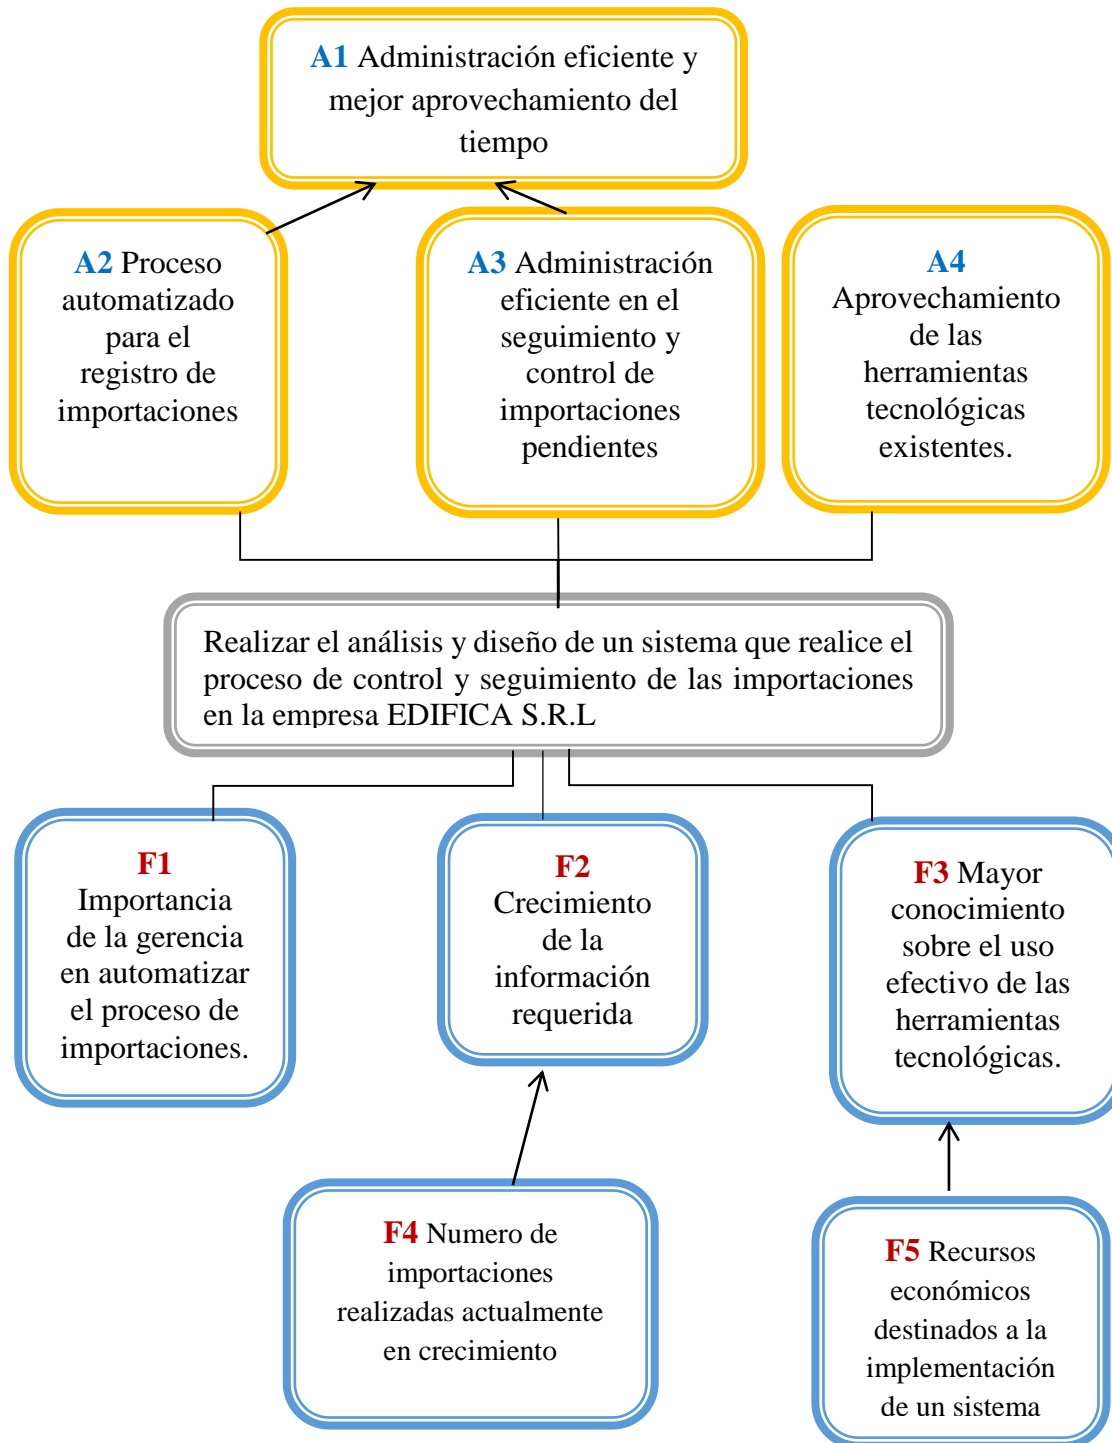 A1 Administración eficiente y
mejor aprovechamiento del
tiempo
A2 Proceso
automatizado
para el
registro de
importaciones
A3 Administración
eficiente en el
seguimiento y
control de
importaciones
pendientes
A4
Aprovechamiento
de las
herramientas
tecnológicas
existentes.
Realizar el análisis y diseño de un sistema que realice el
proceso de control y seguimiento de las importaciones
en la empresa EDIFICA S.R.L
F1
Importancia
de la gerencia
en automatizar
el proceso de
importaciones.
F2
Crecimiento
de la
información
requerida
F3 Mayor
conocimiento
sobre el uso
efectivo de las
herramientas
tecnológicas.
F4 Numero de
importaciones
realizadas actualmente
en crecimiento
F5 Recursos
económicos
destinados a la
implementación
de un sistema